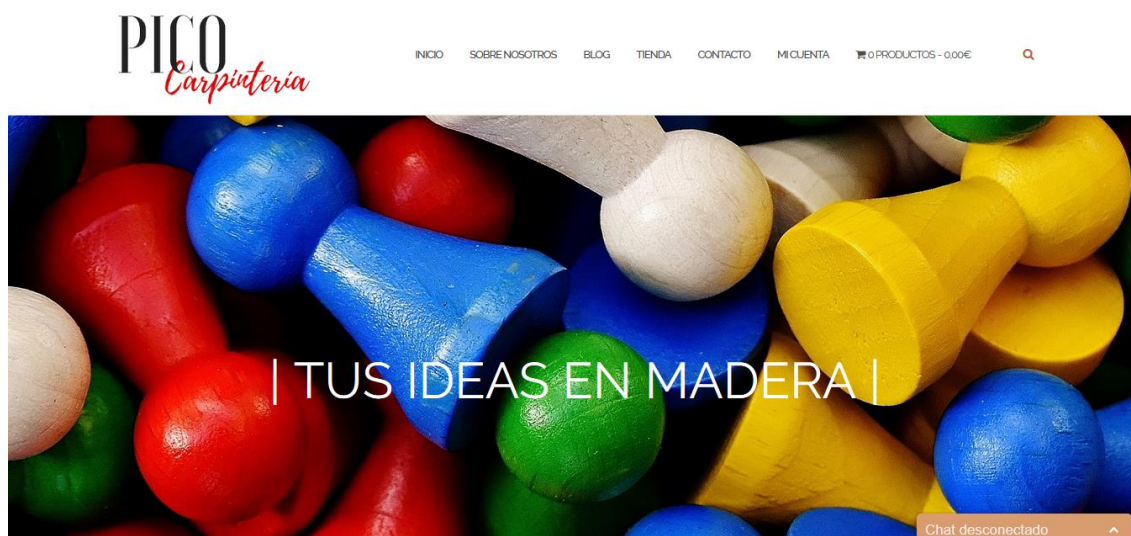 PICO
Carpintería
INICIO SOBRE NOSOTROS BLOG TIENDA CONTACTO MI CUENTA 0 PRODUCTOS - 0,00€
| TUS IDEAS EN MADERA |
Chat desconectado